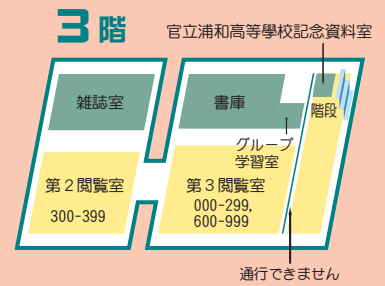 3階
官立浦和高等學校記念資料室
雑誌室
書庫
階段
グループ
学習室
第２閲覧室
300-399
第３閲覧室
000-299,
600-999
通行できません